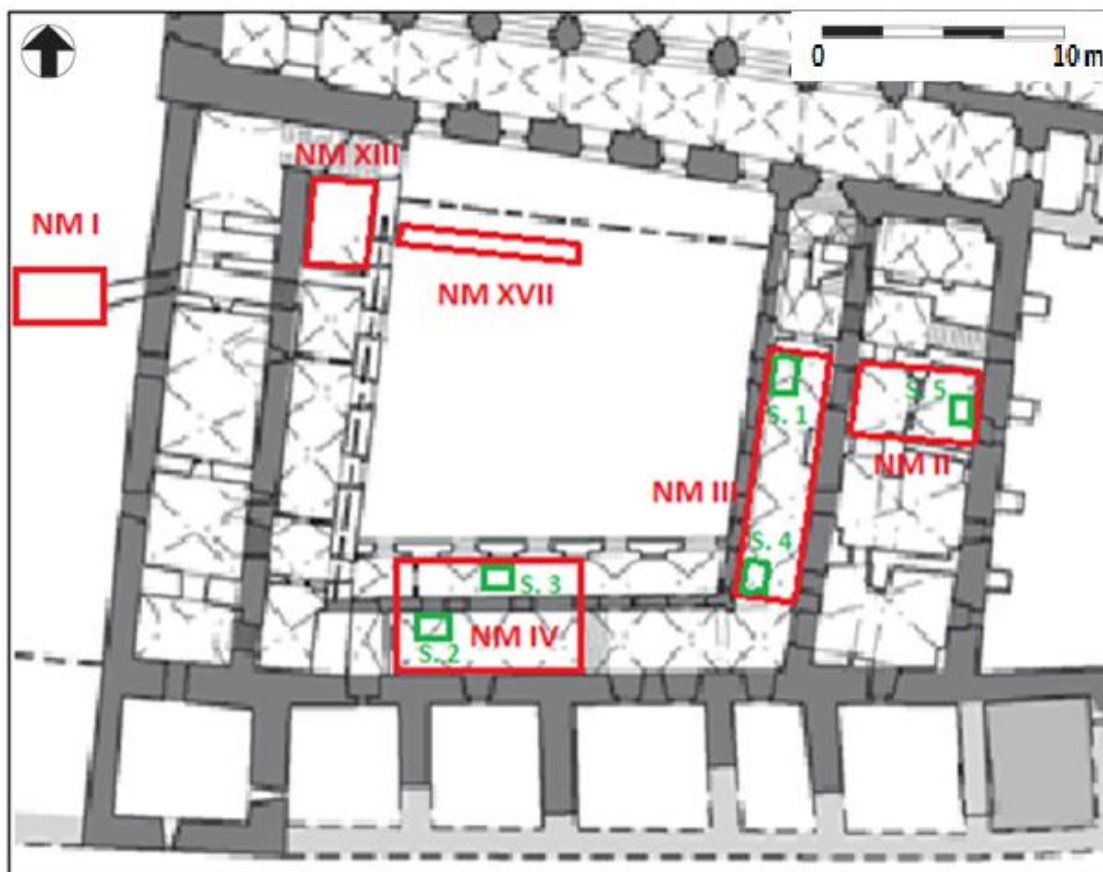 0 10 m
NM XIII
NM I
NM XVII
S. 5
S. 1
NM II
NM III
S. 4
S. 3
NM IV
S. 2